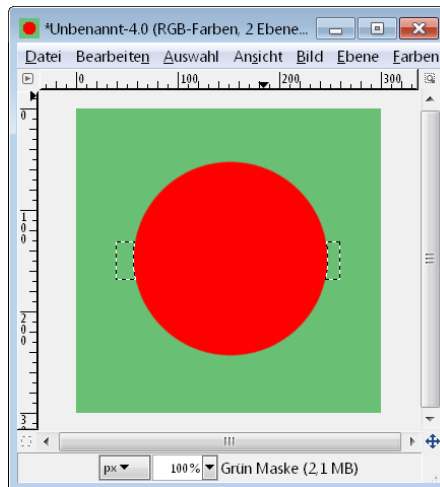 *Unbenannt-4.0 (RGB-Farben, 2 Ebene...
Datei Bearbeiten Auswahl Ansicht Bild Ebene Farben
0 100 200 300
0
100
200
3
px 100% Grün Maske (2,1 MB)